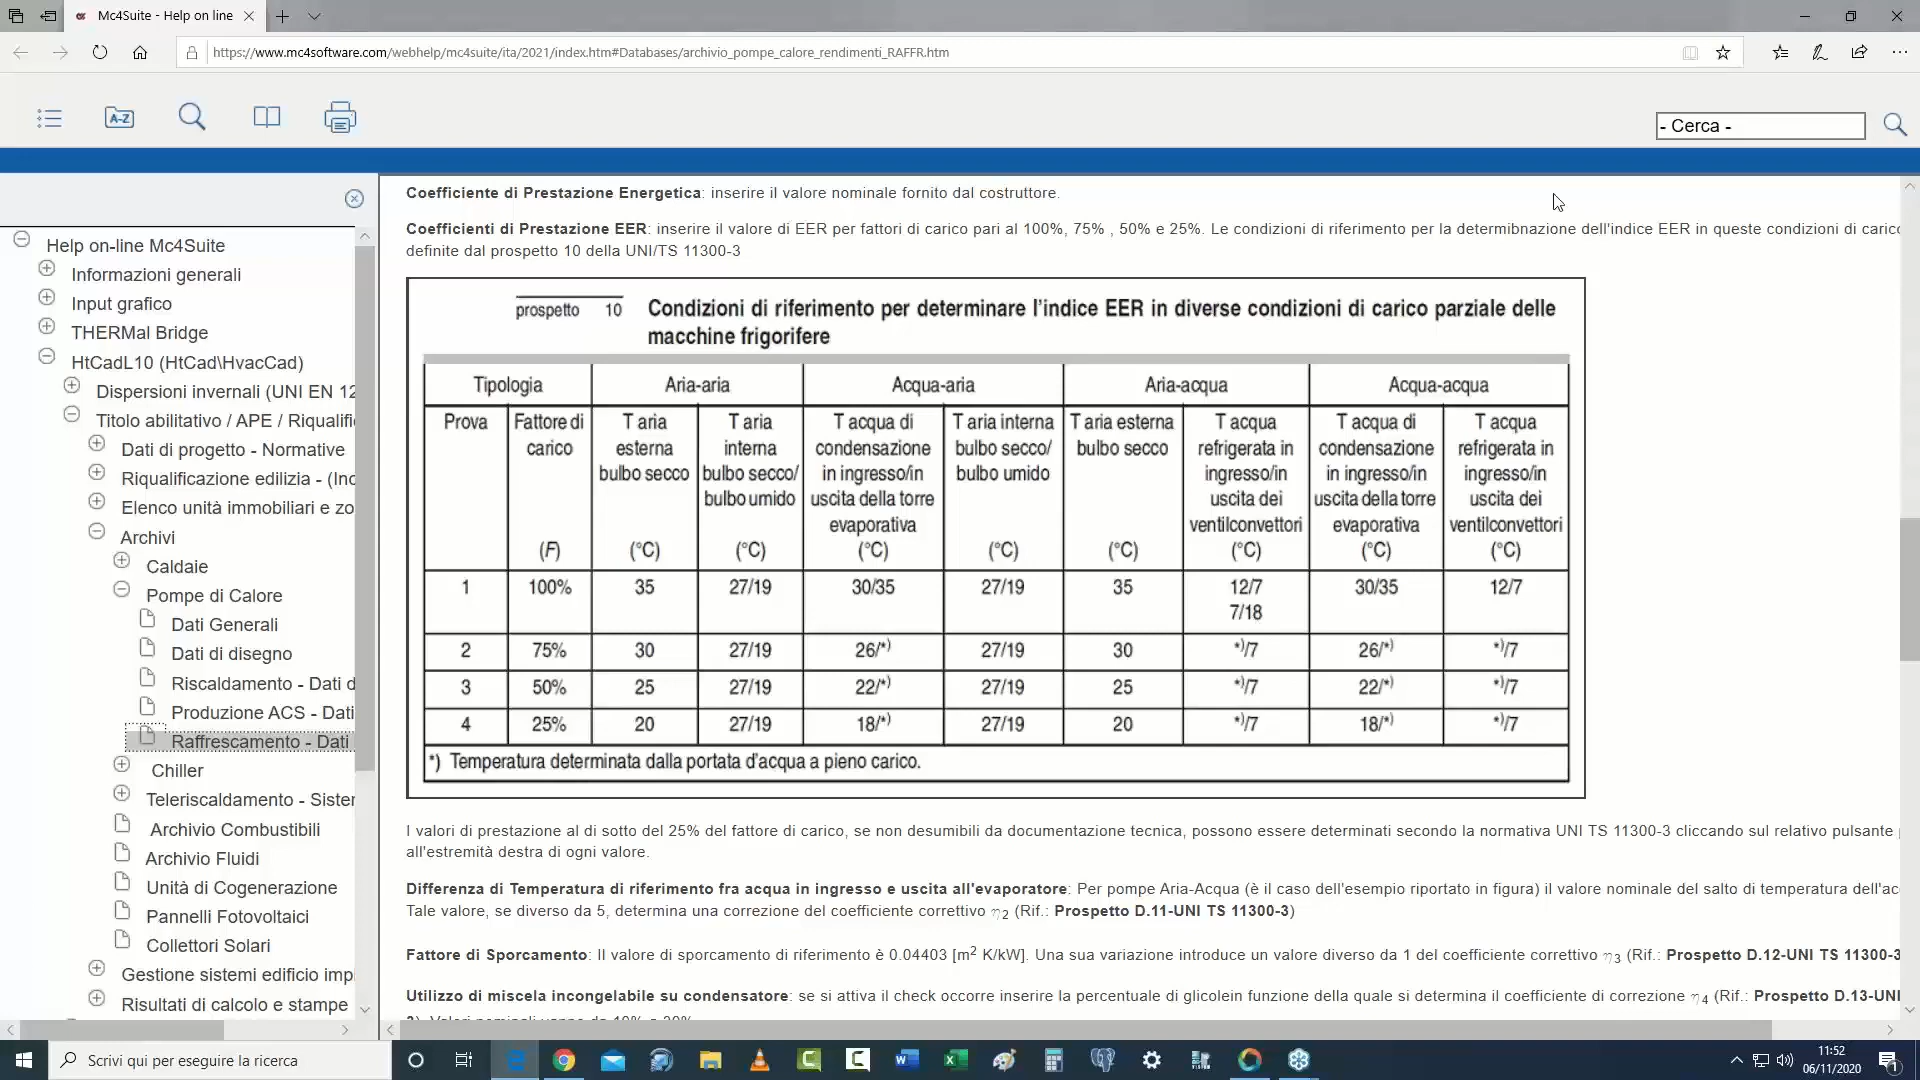 Mc4Suite - Help on line
https://www.mc4software.com/webhelp/mc4suite/ita/2021/index.htm#Databases/archivio_pompe_calore_rendimenti_RAFFR.htm
A-Z
- Cerca -
Help on-line Mc4Suite
Informazioni generali
Input grafico
THERMal Bridge
HtCadL10 (HtCad\HvacCad)
Dispersioni invernali (UNI EN 12
Titolo abilitativo / APE / Riqualifi
Dati di progetto - Normative
Riqualificazione edilizia - (Inc
Elenco unità immobiliari e zo
Archivi
Caldaie
Pompe di Calore
Dati Generali
Dati di disegno
Riscaldamento - Dati d
Produzione ACS - Dati
Raffrescamento - Dati
Chiller
Teleriscaldamento - Sister
Archivio Combustibili
Archivio Fluidi
Unità di Cogenerazione
Pannelli Fotovoltaici
Collettori Solari
Gestione sistemi edificio imp
Risultati di calcolo e stampe
Coefficiente di Prestazione Energetica: inserire il valore nominale fornito dal costruttore.
Coefficienti di Prestazione EER: inserire il valore di EER per fattori di carico pari al 100%, 75% , 50% e 25%. Le condizioni di riferimento per la determibnazione dell'indice EER in queste condizioni di carico
definite dal prospetto 10 della UNI/TS 11300-3
prospetto 10 Condizioni di riferimento per determinare l'indice EER in diverse condizioni di carico parziale delle
macchine frigorifere
Tipologia Aria-aria Acqua-aria Aria-acqua Acqua-acqua
Prova Fattore di T aria T aria T acqua di T aria interna T aria esterna T acqua T acqua di T acqua
carico esterna interna condensazione bulbo secco/ bulbo secco refrigerata in condensazione refrigerata in
bulbo secco bulbo secco/ in ingresso/in bulbo umido ingresso/in in ingresso/in ingresso/in
bulbo umido uscita della torre uscita dei uscita della torre uscita dei
evaporativa ventilconvettori evaporativa ventilconvettori
(F) (°C) (°C) (°C) (°C) (°C) (°C) (°C) (°C)
1 100% 35 27/19 30/35 27/19 35 12/7 30/35 12/7
7/18
2 75% 30 27/19 26/*) 27/19 30 *)/7 26/*) *)/7
3 50% 25 27/19 22/*) 27/19 25 *)/7 22/*) *)/7
4 25% 20 27/19 18/*) 27/19 20 *)/7 18/*) *)/7
*) Temperatura determinata dalla portata d'acqua a pieno carico.
I valori di prestazione al di sotto del 25% del fattore di carico, se non desumibili da documentazione tecnica, possono essere determinati secondo la normativa UNI TS 11300-3 cliccando sul relativo pulsante
all'estremità destra di ogni valore.
Differenza di Temperatura di riferimento fra acqua in ingresso e uscita all'evaporatore: Per pompe Aria-Acqua (è il caso dell'esempio riportato in figura) il valore nominale del salto di temperatura dell'ac
Tale valore, se diverso da 5, determina una correzione del coefficiente correttivo η2 (Rif.: Prospetto D.11-UNI TS 11300-3)
Fattore di Sporcamento: Il valore di sporcamento di riferimento è 0.04403 [m2 K/kW]. Una sua variazione introduce un valore diverso da 1 del coefficiente correttivo η3 (Rif.: Prospetto D.12-UNI TS 11300-3
Utilizzo di miscela incongelabile su condensatore: se si attiva il check occorre inserire la percentuale di glicolein funzione della quale si determina il coefficiente di correzione η4 (Rif.: Prospetto D.13-UNI
Scrivi qui per eseguire la ricerca
11:52
06/11/2020